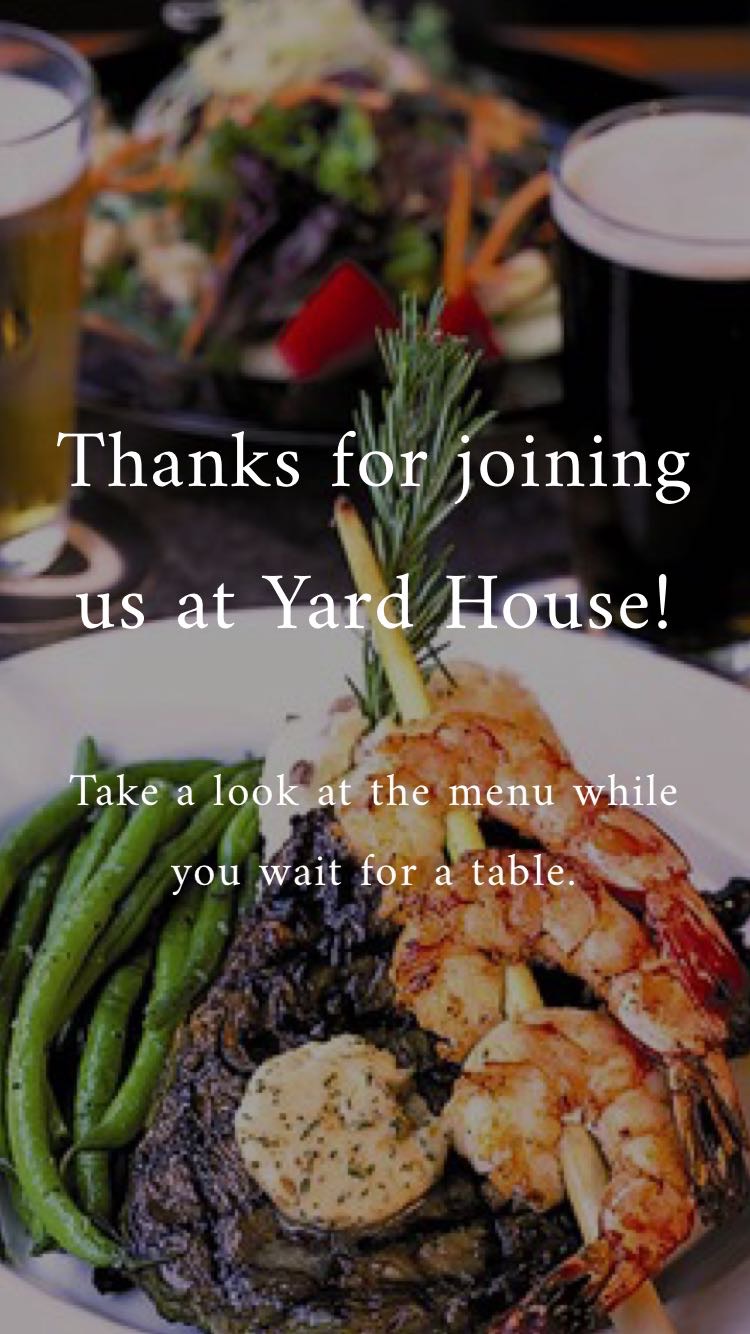 Thanks for joining
us at Yard House!
Take a look at the menu while
you wait for a table.